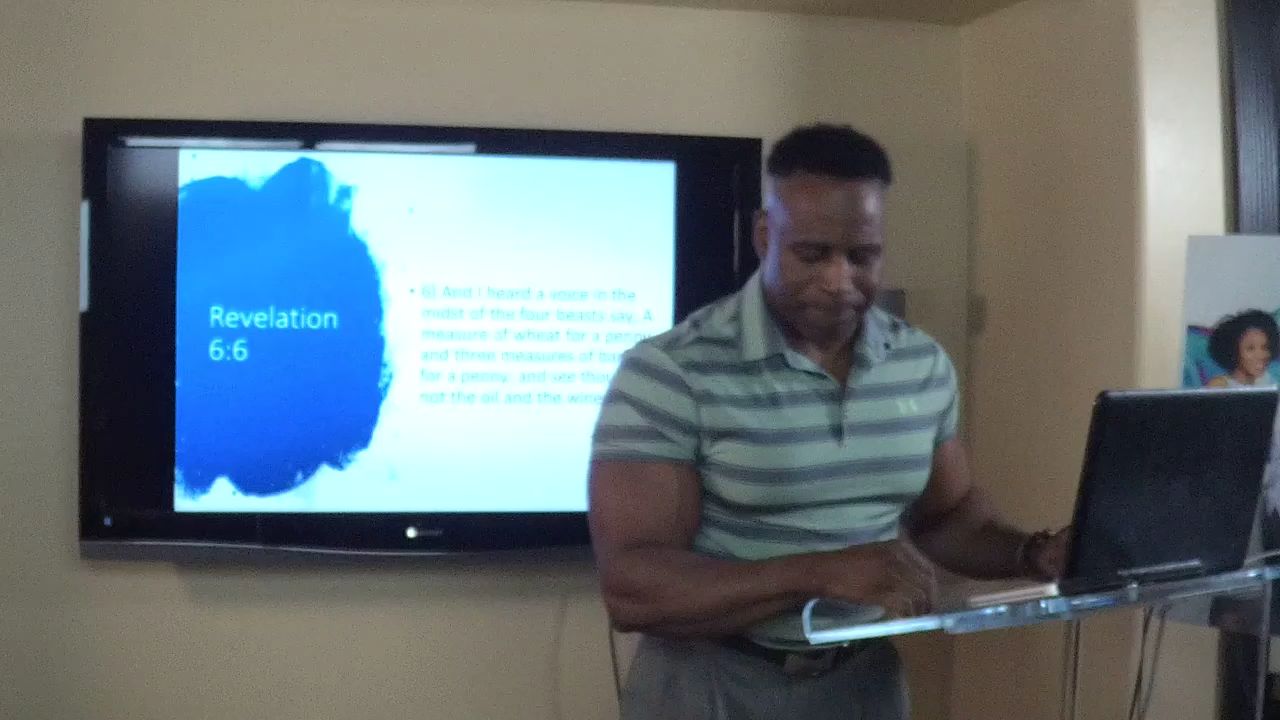 Revelation
6:6
• 6) And I heard a voice in the
midst of the four beasts say, A
measure of wheat for a penny
and three measures of
for a penny; and see
not the oil and the wine